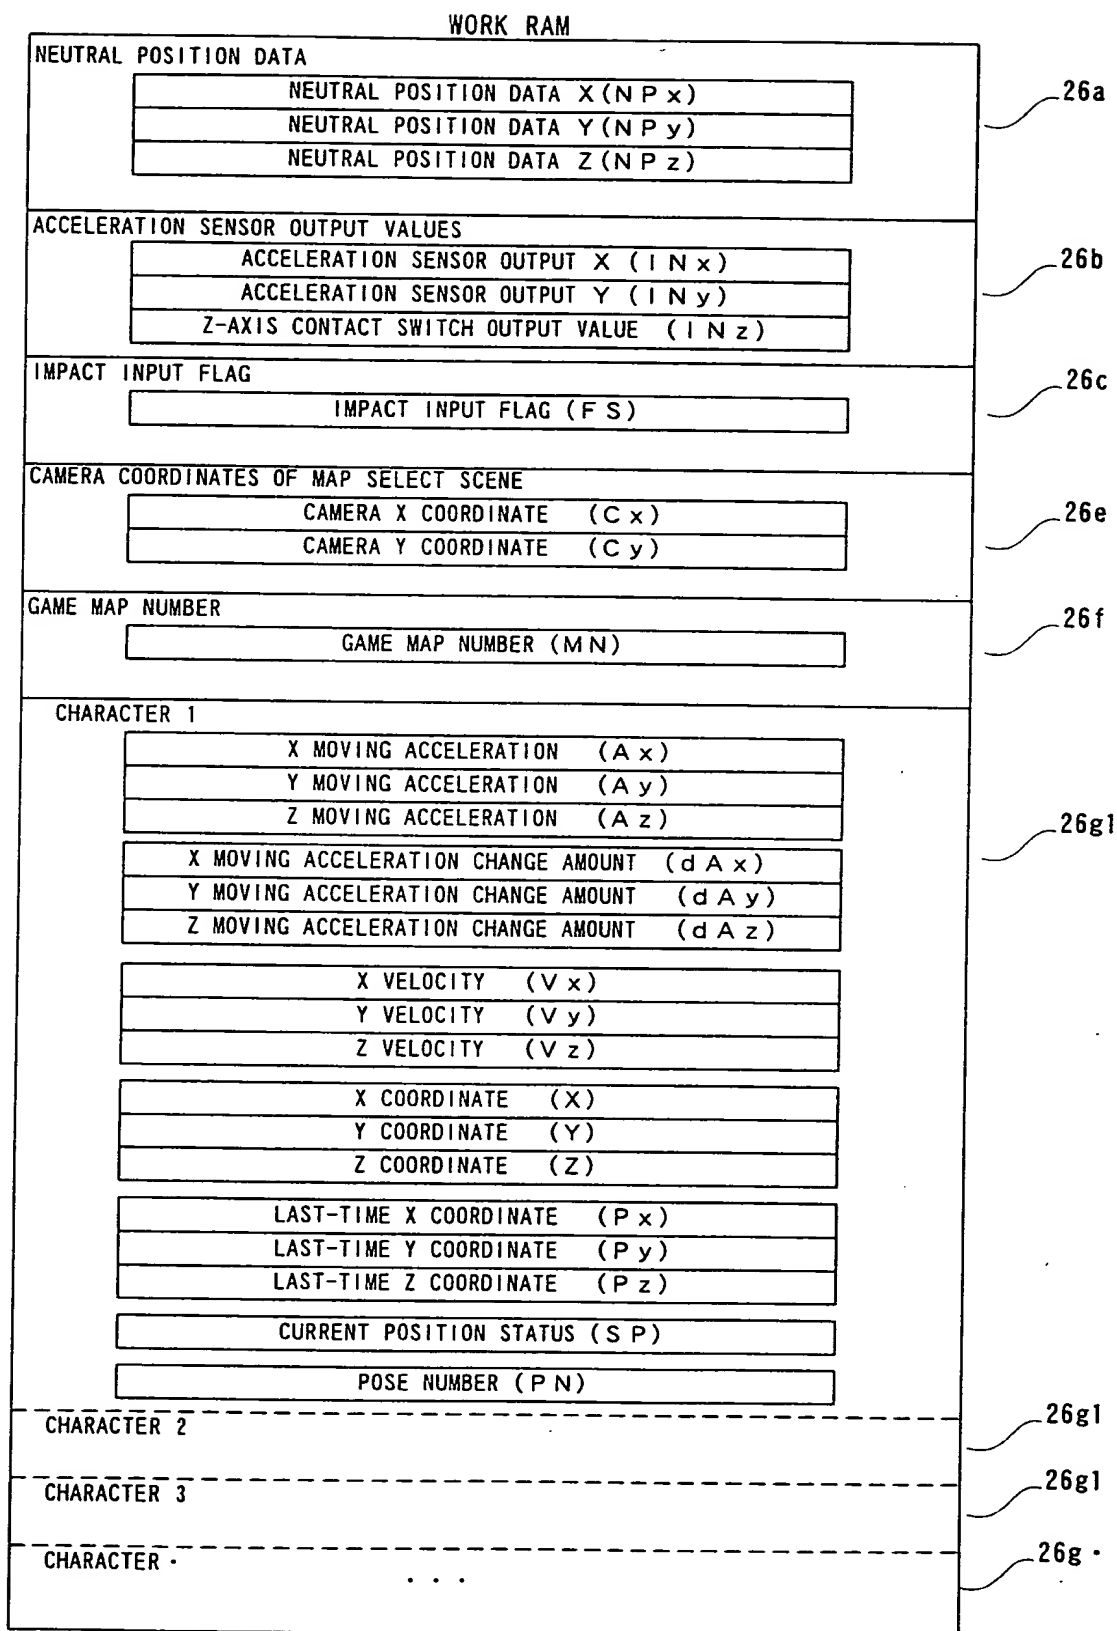 WORK RAM
NEUTRAL POSITION DATA
NEUTRAL POSITION DATA X (NPx)
26a
NEUTRAL POSITION DATA Y (NPy)
NEUTRAL POSITION DATA Z (NPz)
ACCELERATION SENSOR OUTPUT VALUES
ACCELERATION SENSOR OUTPUT X (INx)
26b
ACCELERATION SENSOR OUTPUT Y (INy)
Z-AXIS CONTACT SWITCH OUTPUT VALUE (INz)
IMPACT INPUT FLAG
26c
IMPACT INPUT FLAG (FS)
CAMERA COORDINATES OF MAP SELECT SCENE
CAMERA X COORDINATE (Cx)
26e
CAMERA Y COORDINATE (Cy)
GAME MAP NUMBER
26f
GAME MAP NUMBER (MN)
CHARACTER 1
X MOVING ACCELERATION (Ax)
Y MOVING ACCELERATION (Ay)
Z MOVING ACCELERATION (Az)
26g1
X MOVING ACCELERATION CHANGE AMOUNT (dAx)
Y MOVING ACCELERATION CHANGE AMOUNT (dAy)
Z MOVING ACCELERATION CHANGE AMOUNT (dAz)
X VELOCITY (Vx)
Y VELOCITY (Vy)
Z VELOCITY (Vz)
X COORDINATE (X)
Y COORDINATE (Y)
Z COORDINATE (Z)
LAST-TIME X COORDINATE (Px)
LAST-TIME Y COORDINATE (Py)
LAST-TIME Z COORDINATE (Pz)
CURRENT POSITION STATUS (SP)
POSE NUMBER (PN)
CHARACTER 2
26g1
CHARACTER 3
26g1
CHARACTER ·
26g ·
· · ·